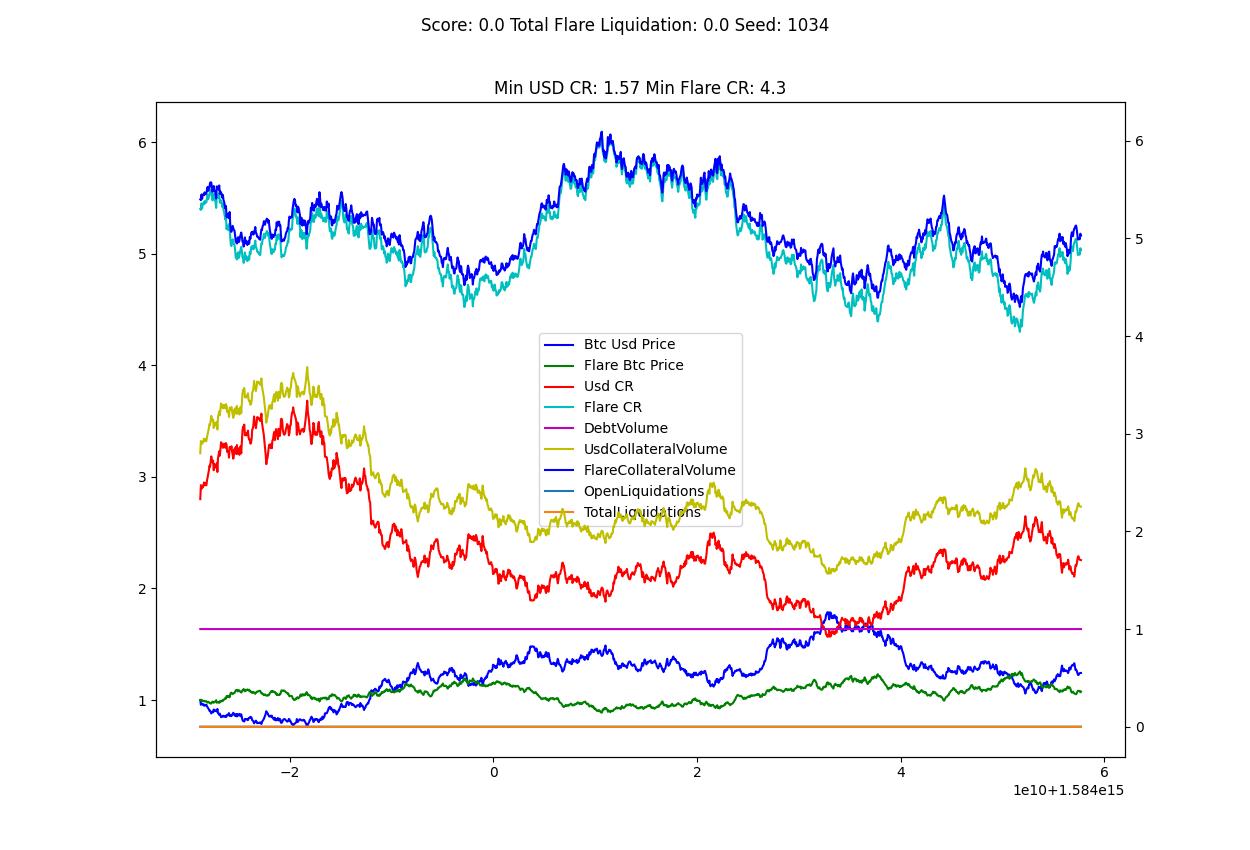 Score: 0.0 Total Flare Liquidation: 0.0 Seed: 1034
Min USD CR: 1.57 Min Flare CR: 4.3
6
5
4
3
2
1
6
5
4
3
2
1
0
Btc Usd Price
Flare Btc Price
Usd CR
Flare CR
DebtVolume
UsdCollateralVolume
FlareCollateralVolume
OpenLiquidations
TotalLiquidations
−2 0 2 4 6
1e10+1.584e15